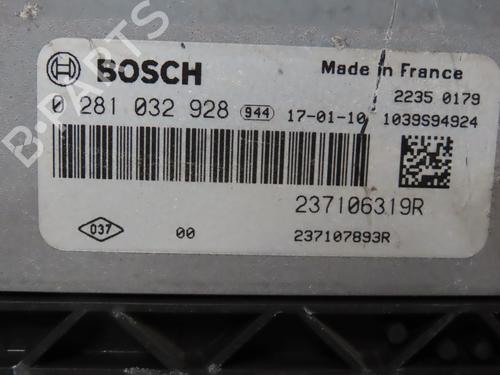 BOSCH
Made in France
2235 0179
0 281 032 928 944 17-01-10 1039S94924
237106319R
037 00 237107893R
B-PARTS